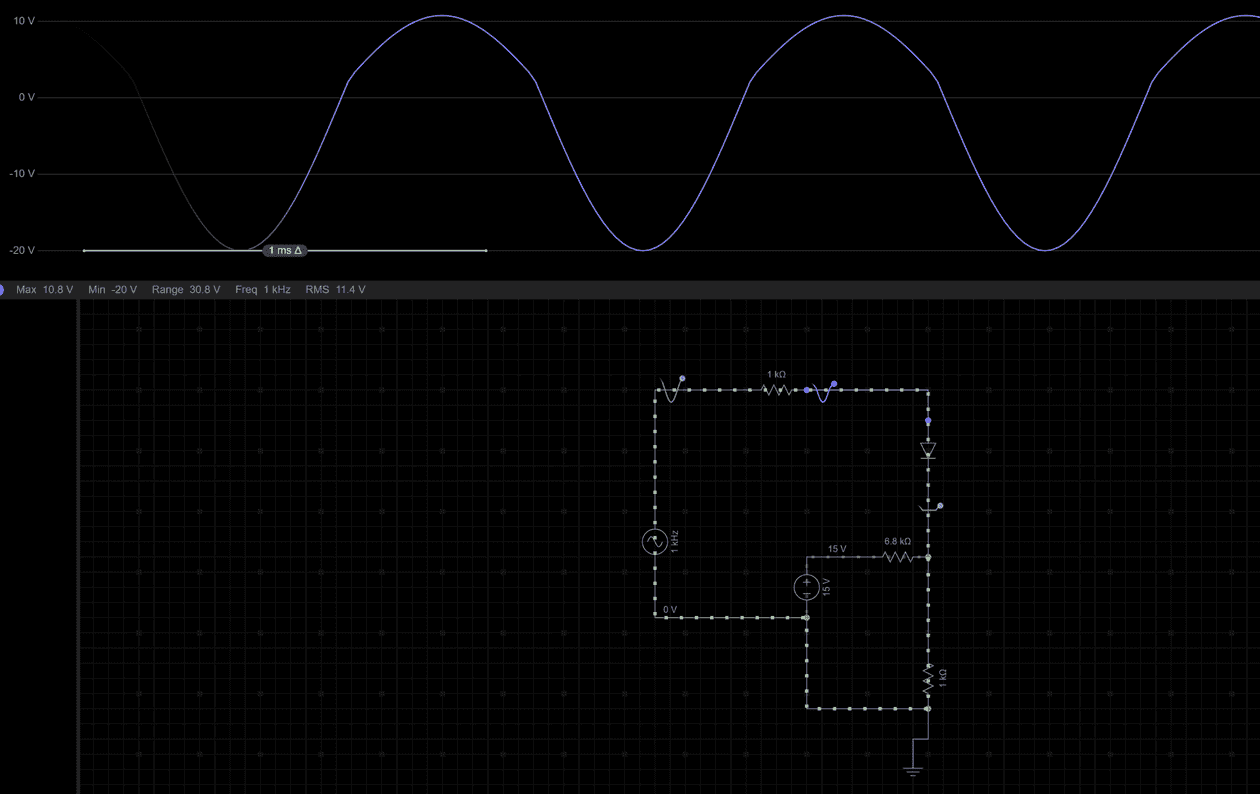 10 V
0 V
-10 V
-20 V
1 ms Δ
Max 10.8 V Min -20 V Range 30.8 V Freq 1 kHz RMS 11.4 V
1 kΩ
1 kHz
15 V
6.8 kΩ
15 V
0 V
1 kΩ